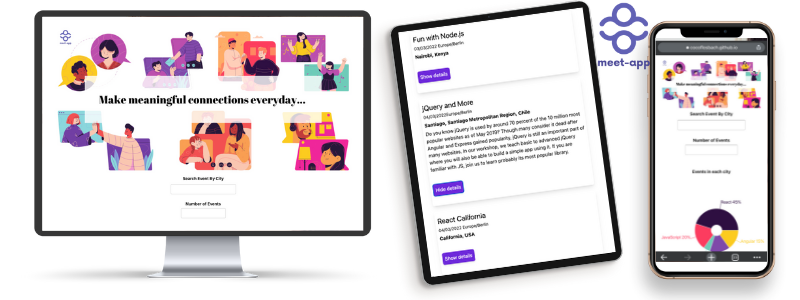 meet-app
Make meaningful connections everyday...
Search Event By City
Number of Events
Fun with Node.js
03/03/2022 Europe/Berlin
Nairobi, Kenya
Show details
jQuery and More
04/03/2022 Europe/Berlin
Santiago, Santiago Metropolitan Region, Chile
Do you know jQuery is used by around 70 percent of the 10 million most
popular websites as of May 2019? Though many consider it dead after
Angular and Express gained popularity, jQuery is still an important part of
many websites. In our workshop, we teach basic to advanced jQuery
where you will also be able to build a simple app using it. If you are
familiar with JS, join us to learn probably its most popular library.
Hide details
React California
04/03/2022 Europe/Berlin
California, USA
Show details
meet-app
Make meaningful connections everyday...
Search Event By City
Number of Events
Events in each city